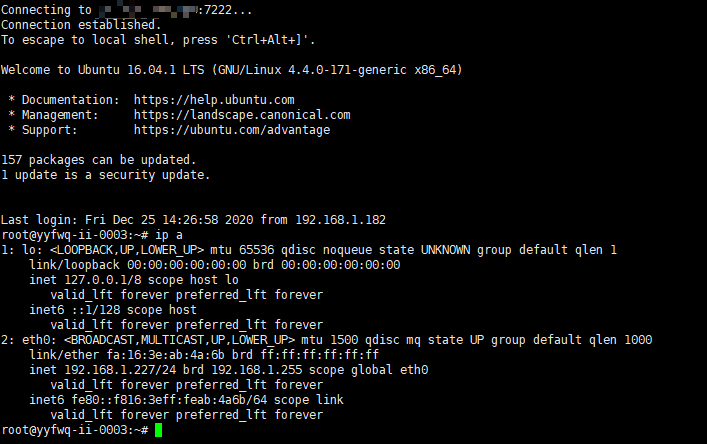 Connecting to :7222...
Connection established.
To escape to local shell, press 'Ctrl+Alt+]'.
Welcome to Ubuntu 16.04.1 LTS (GNU/Linux 4.4.0-171-generic x86_64)
* Documentation:  https://help.ubuntu.com
* Management:     https://landscape.canonical.com
* Support:        https://ubuntu.com/advantage
157 packages can be updated.
1 update is a security update.
Last login: Fri Dec 25 14:26:58 2020 from 192.168.1.182
root@yyfwq-ii-0003:~# ip a
1: lo: <LOOPBACK,UP,LOWER_UP> mtu 65536 qdisc noqueue state UNKNOWN group default qlen 1
link/loopback 00:00:00:00:00:00 brd 00:00:00:00:00:00
inet 127.0.0.1/8 scope host lo
valid_lft forever preferred_lft forever
inet6 ::1/128 scope host
valid_lft forever preferred_lft forever
2: eth0: <BROADCAST,MULTICAST,UP,LOWER_UP> mtu 1500 qdisc mq state UP group default qlen 1000
link/ether fa:16:3e:ab:4a:6b brd ff:ff:ff:ff:ff:ff
inet 192.168.1.227/24 brd 192.168.1.255 scope global eth0
valid_lft forever preferred_lft forever
inet6 fe80::f816:3eff:feab:4a6b/64 scope link
valid_lft forever preferred_lft forever
root@yyfwq-ii-0003:~#